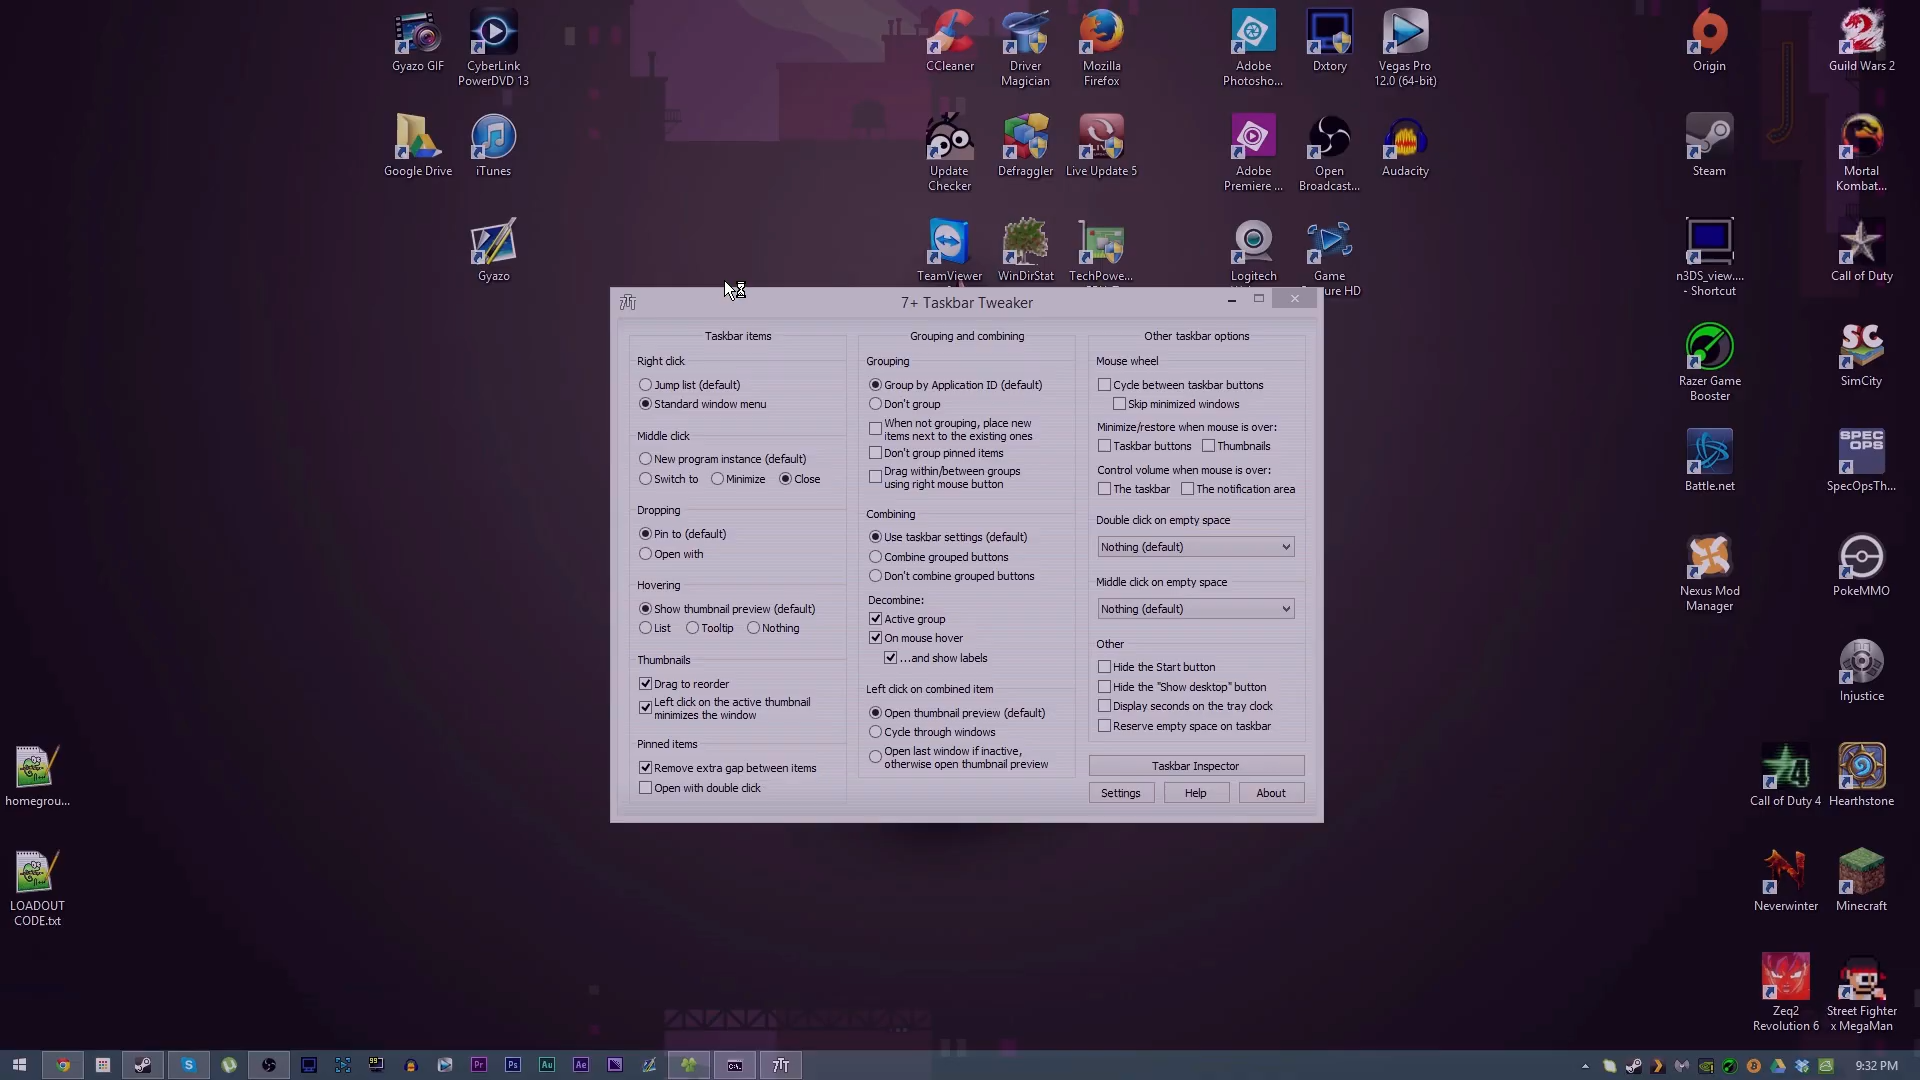 Gyazo GIF
CyberLink
PowerDVD 13
CCleaner
Driver
Magician
Mozilla
Firefox
Adobe
Photosho...
Dxtory
Vegas Pro
12.0 (64-bit)
Origin
Guild Wars 2
Google Drive
iTunes
Update
Checker
Defraggler
Live Update 5
Adobe
Premiere ...
Open
Broadcast...
Audacity
Steam
Mortal
Kombat...
Gyazo
TeamViewer
WinDirStat
TechPowe...
Logitech
Game
n3DS_view....
- Shortcut
Call of Duty
7+ Taskbar Tweaker
Taskbar items
Right click
Jump list (default)
Standard window menu
Middle click
New program instance (default)
Switch to Minimize Close
Dropping
Pin to (default)
Open with
Hovering
Show thumbnail preview (default)
List Tooltip Nothing
Thumbnails
Drag to reorder
Left click on the active thumbnail
minimizes the window
Pinned items
Remove extra gap between items
Open with double click
Grouping and combining
Grouping
Group by Application ID (default)
Don't group
When not grouping, place new
items next to the existing ones
Don't group pinned items
Drag within/between groups
using right mouse button
Combining
Use taskbar settings (default)
Combine grouped buttons
Don't combine grouped buttons
Decombine:
Active group
On mouse hover
...and show labels
Left click on combined item
Open thumbnail preview (default)
Cycle through windows
Open last window if inactive,
otherwise open thumbnail preview
Other taskbar options
Mouse wheel
Cycle between taskbar buttons
Skip minimized windows
Minimize/restore when mouse is over:
Taskbar buttons Thumbnails
Control volume when mouse is over:
The taskbar The notification area
Double click on empty space
Nothing (default)
Middle click on empty space
Nothing (default)
Other
Hide the Start button
Hide the "Show desktop" button
Display seconds on the tray clock
Reserve empty space on taskbar
Taskbar Inspector
Settings Help About
Razer Game
Booster
SC
SimCity
Battle.net
SPEC
OPS
SpecOpsTh...
Nexus Mod
Manager
PokeMMO
Injustice
homegrou...
Call of Duty 4
Hearthstone
LOADOUT
CODE.txt
Neverwinter
Minecraft
Zeq2
Revolution 6
Street Fighter
x MegaMan
Pr
Ps
Au
Ae
9:32 PM